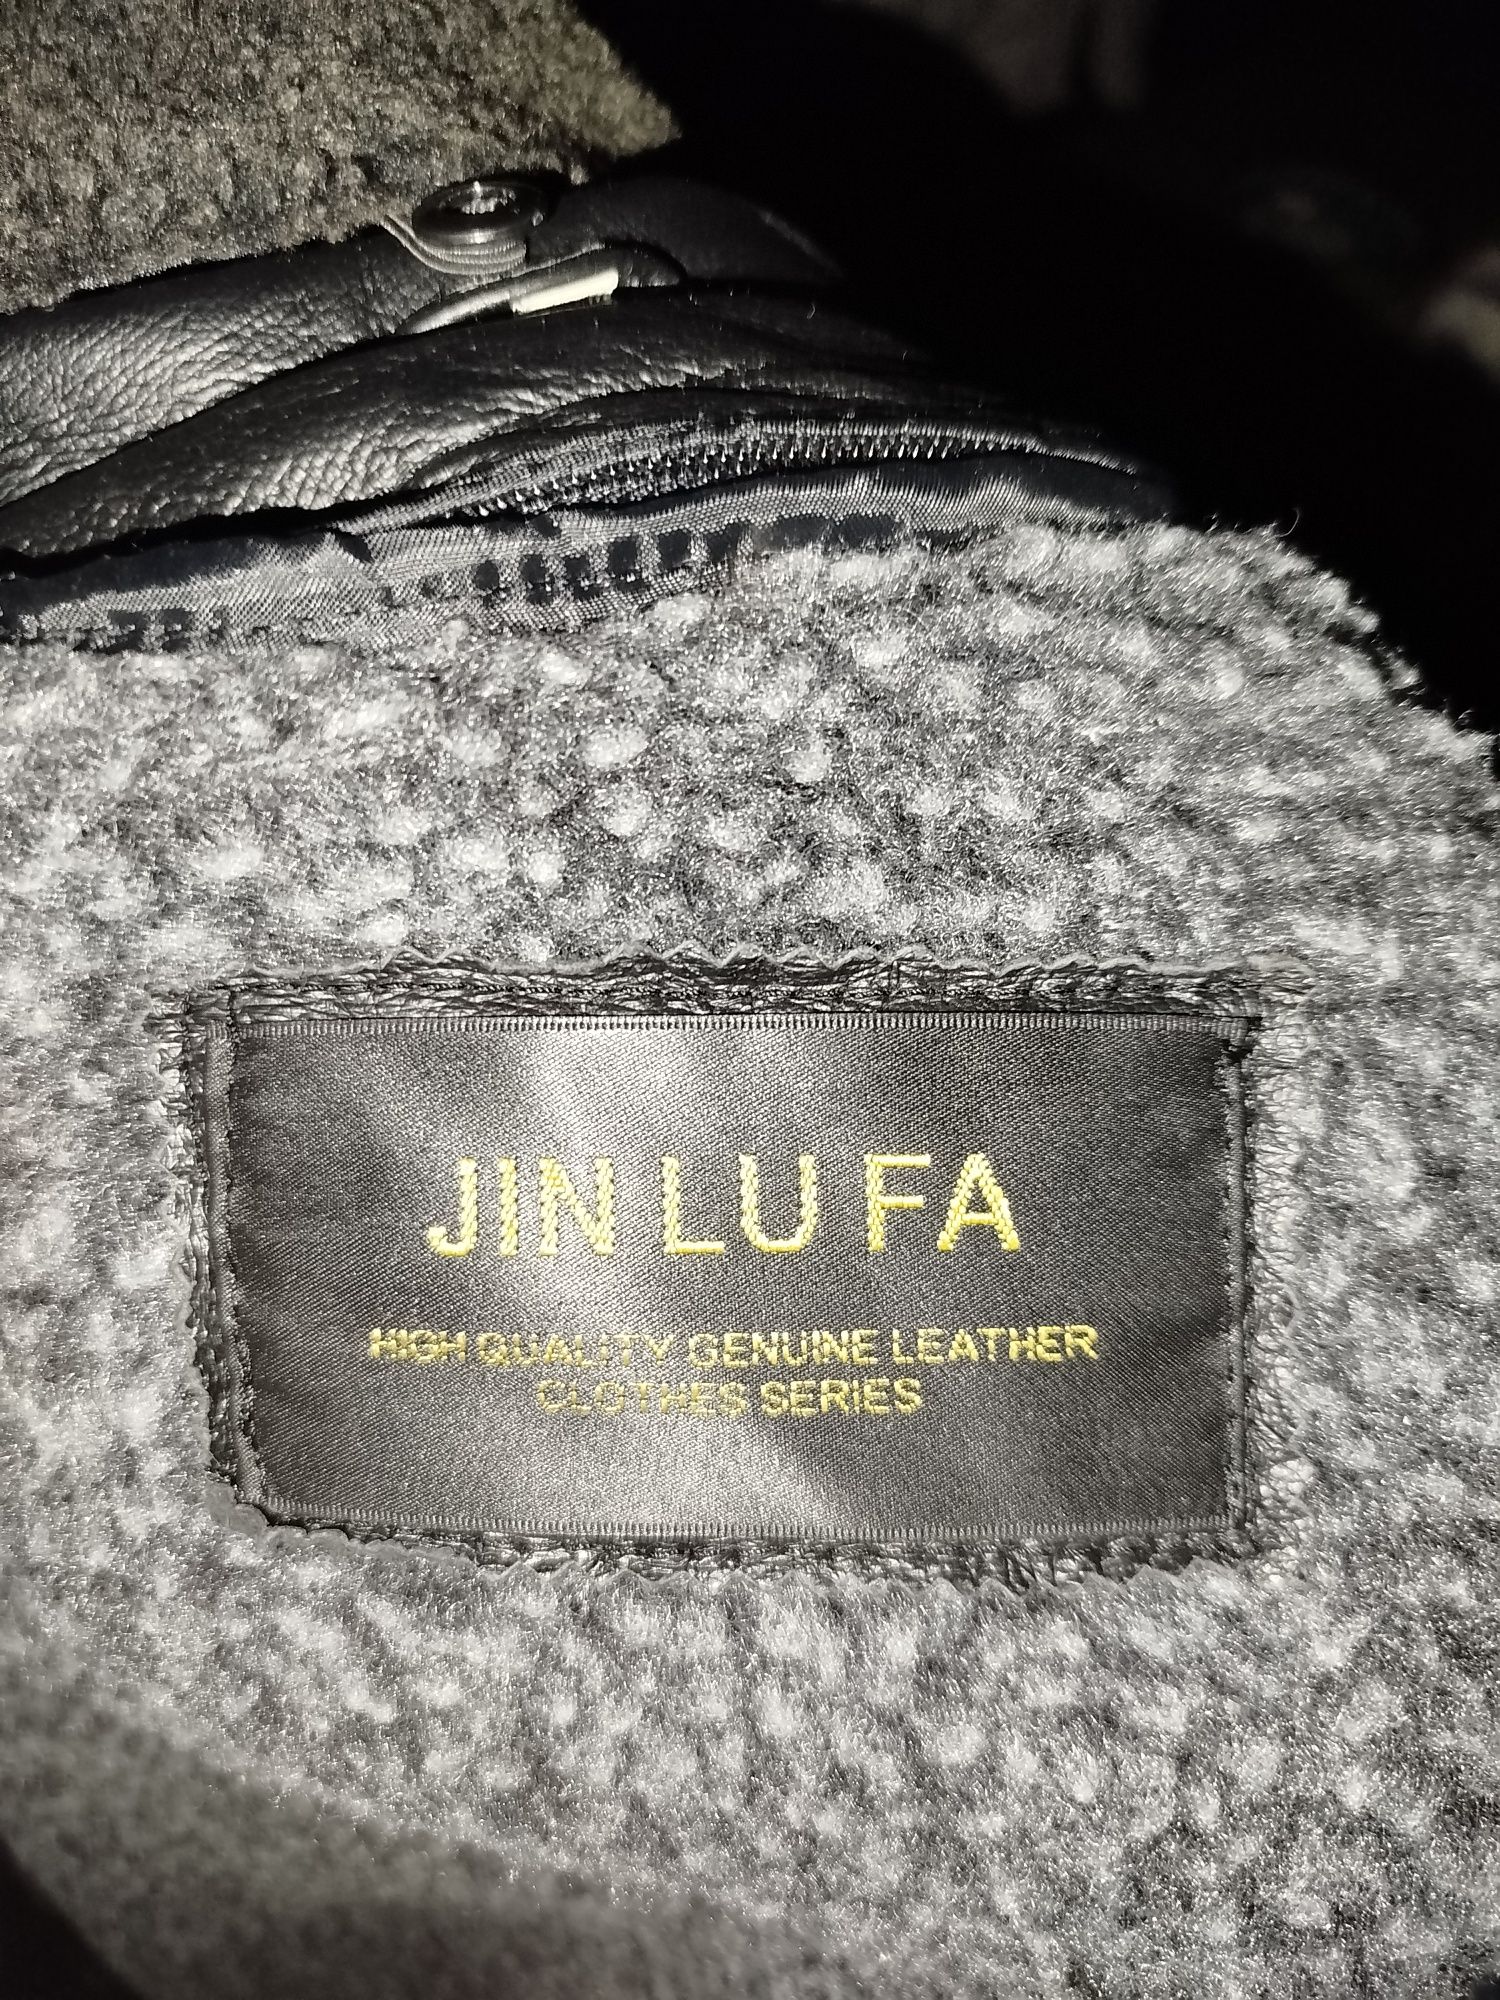 JIN LU FA
HIGH QUALITY GENUINE LEATHER
CLOTHES SERIES